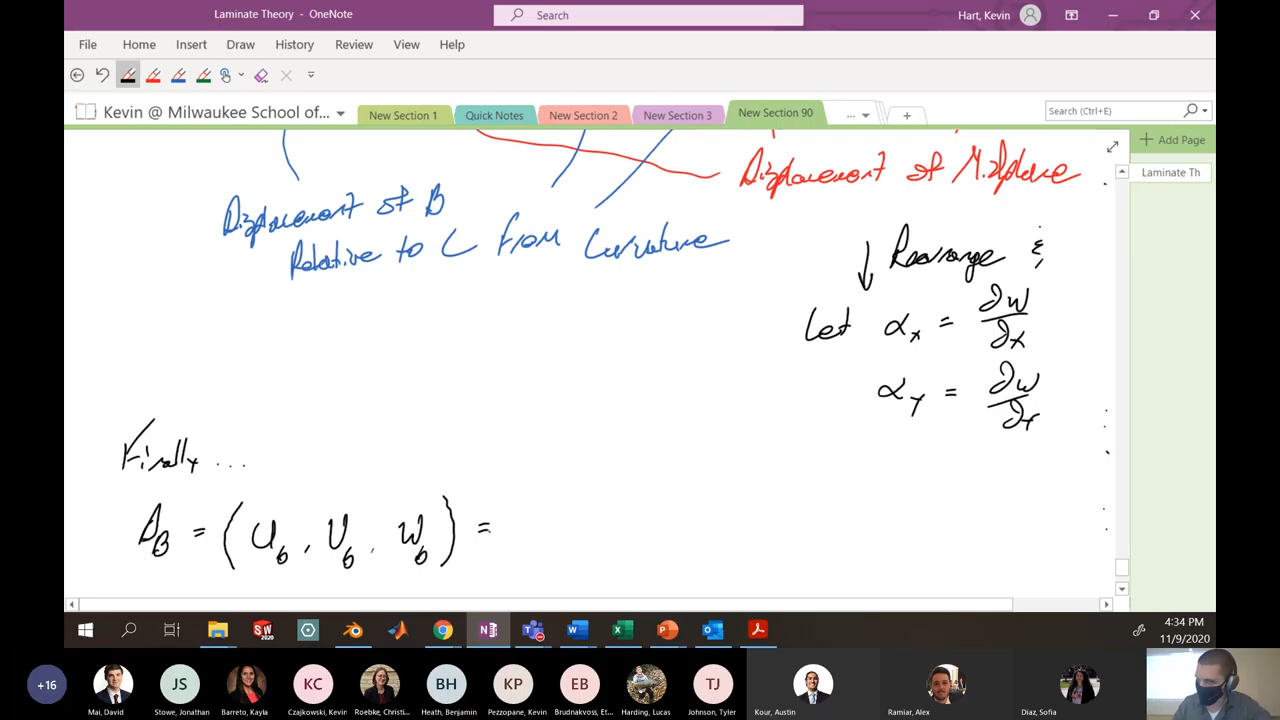 Laminate Theory - OneNote
Search
Hart, Kevin
File Home Insert Draw History Review View Help
Kevin @ Milwaukee School of...
New Section 1
Quick Notes
New Section 2
New Section 3
New Section 90
...
Search (Ctrl+E)
Add Page
Laminate Th
Displacement of Midplane
Displacement of B
Relative to C from Curvature
↓ Rearrange &
Let αx = ∂w/∂x
αy = ∂w/∂y
Finally ...
ΔB = (UB, VB, WB) =
4:34 PM
11/9/2020
+16
JS
KC
BH
KP
EB
TJ
Mai, David
Stowe, Jonathan
Barreto, Kayla
Czajkowski, Kevin
Roebke, Christi...
Heath, Benjamin
Pezzopane, Kevin
Brudnakvoss, Et...
Harding, Lucas
Johnson, Tyler
Kour, Austin
Ramiar, Alex
Diaz, Sofia